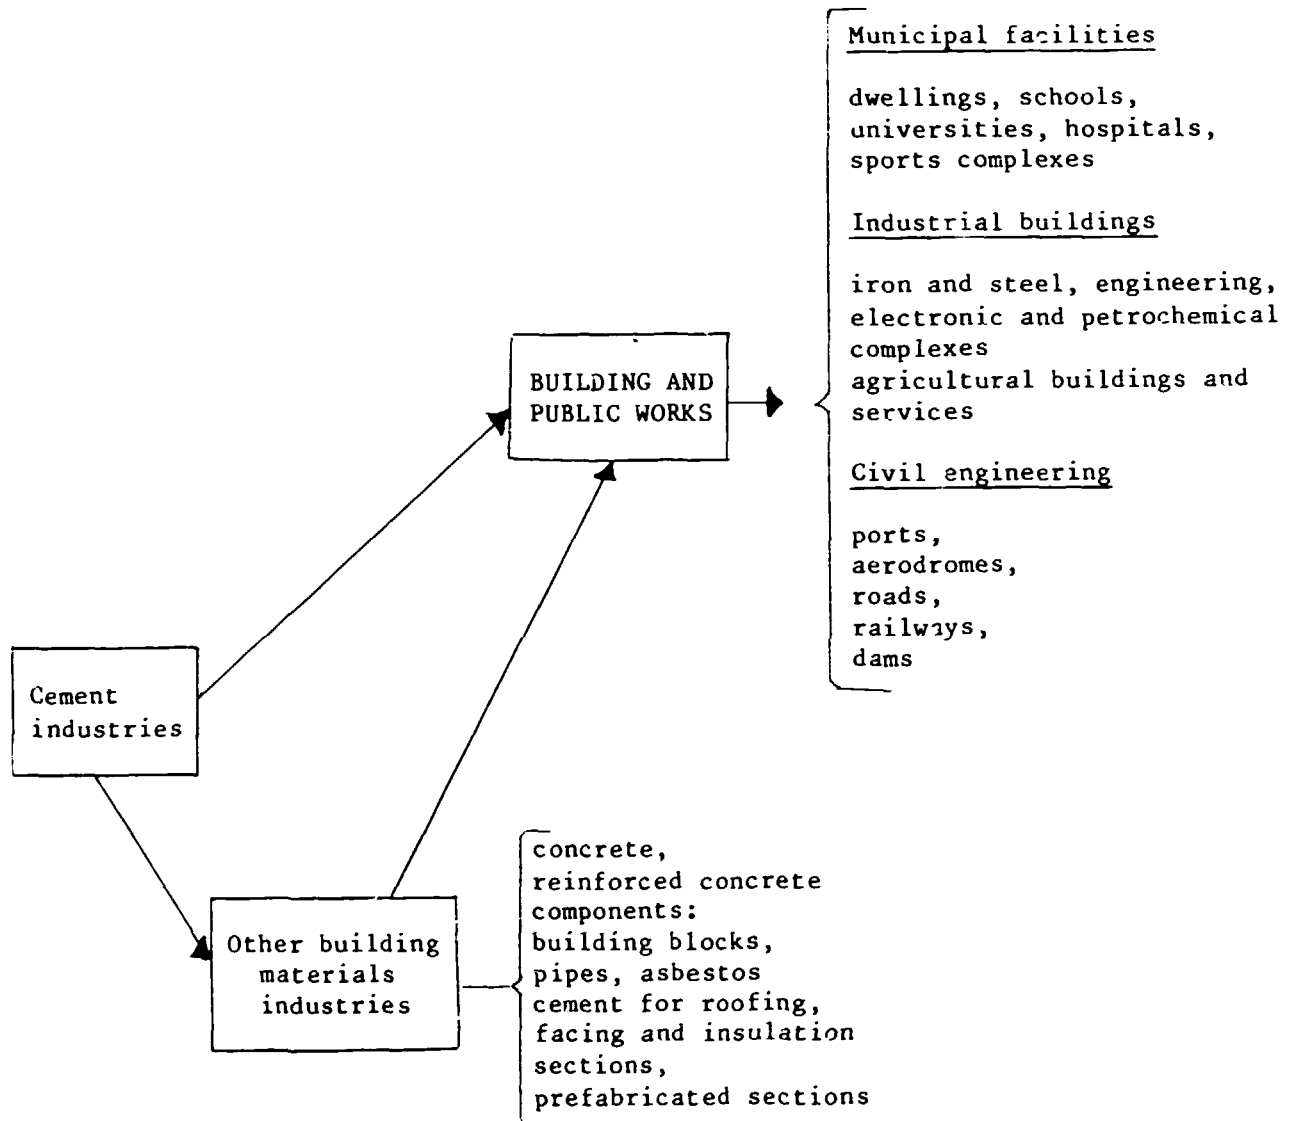 Municipal facilities
dwellings, schools,
universities, hospitals,
sports complexes
Industrial buildings
iron and steel, engineering,
electronic and petrochemical
complexes
agricultural buildings and
services
Civil engineering
ports,
aerodromes,
roads,
railways,
dams
BUILDING AND
PUBLIC WORKS
Cement
industries
Other building
materials
industries
concrete,
reinforced concrete
components:
building blocks,
pipes, asbestos
cement for roofing,
facing and insulation
sections,
prefabricated sections